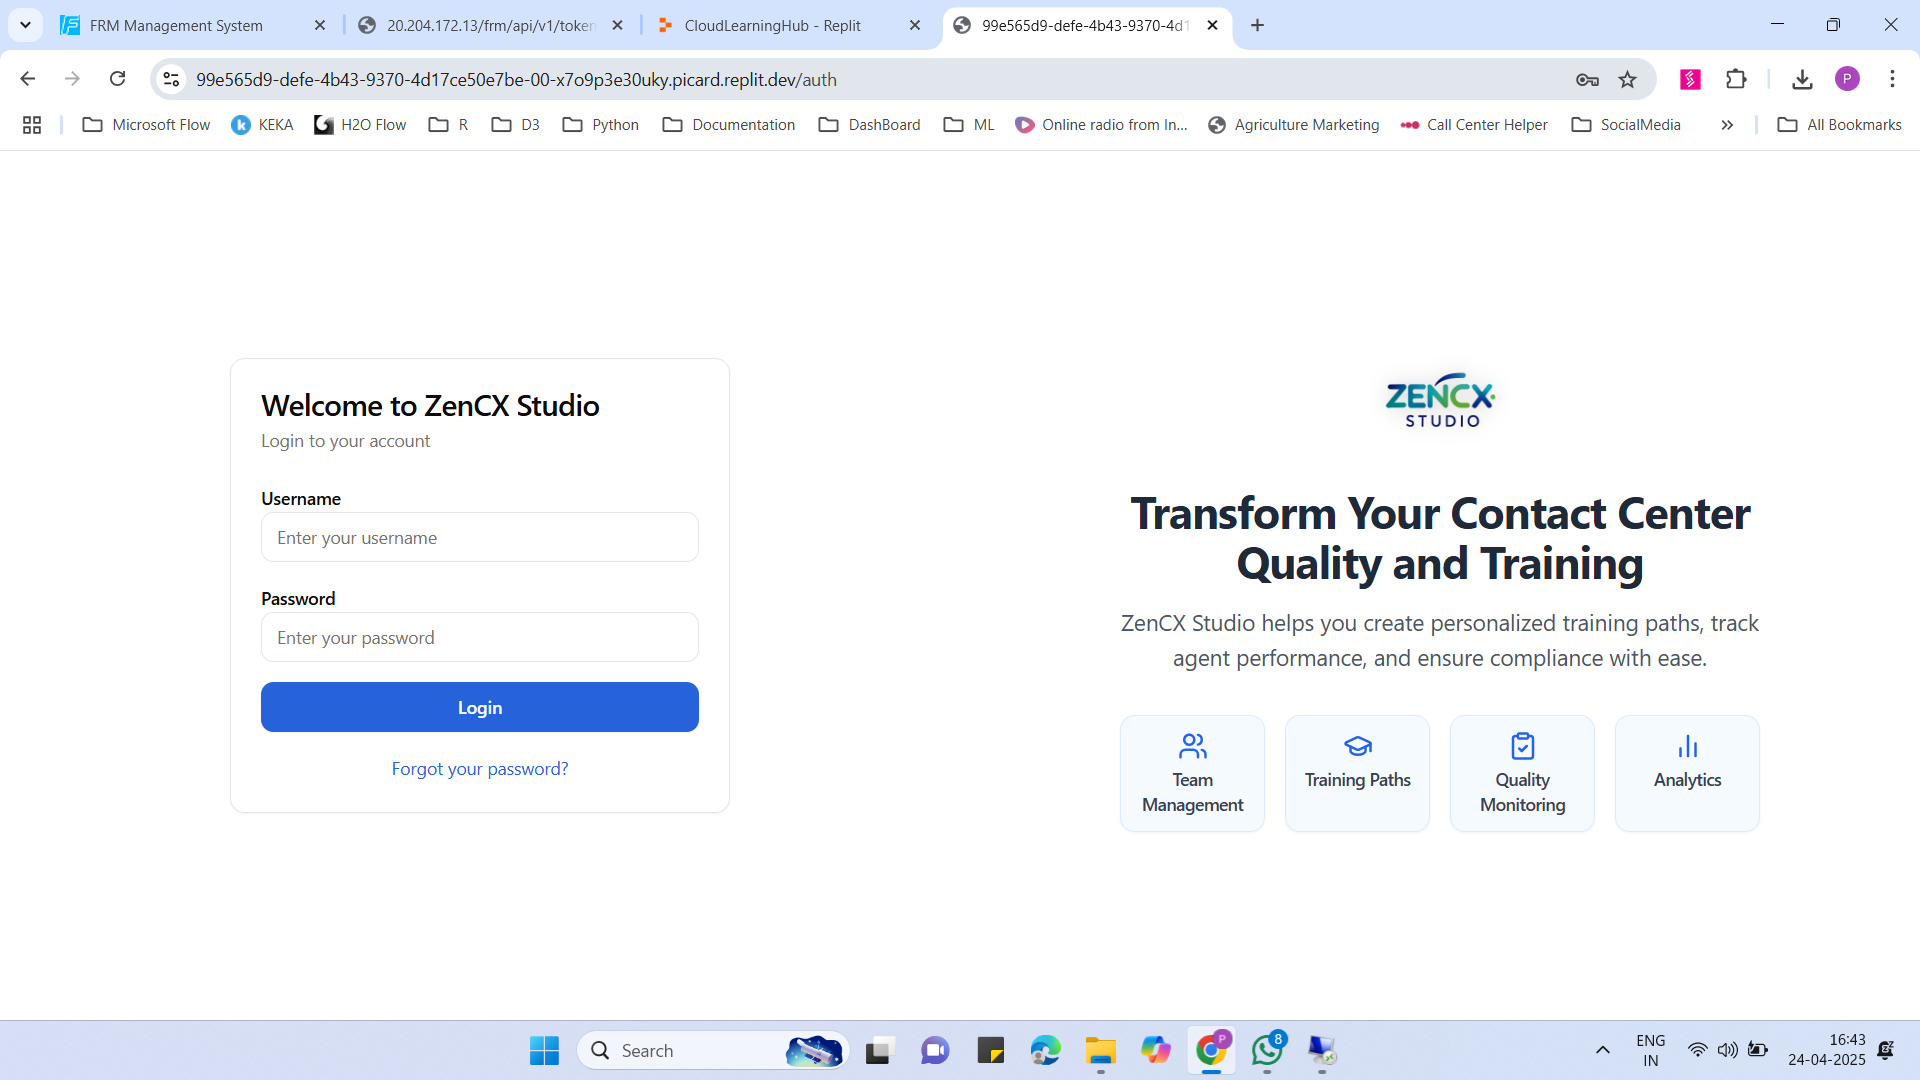 FRM Management System
20.204.172.13/frm/api/v1/token
CloudLearningHub - Replit
99e565d9-defe-4b43-9370-4d1
99e565d9-defe-4b43-9370-4d17ce50e7be-00-x7o9p3e30uky.picard.replit.dev/auth
P
Microsoft Flow
KEKA
H2O Flow
R
D3
Python
Documentation
DashBoard
ML
Online radio from In...
Agriculture Marketing
Call Center Helper
SocialMedia
All Bookmarks
Welcome to ZenCX Studio
Login to your account
Username
Enter your username
Password
Enter your password
Login
Forgot your password?
ZENCX
STUDIO
Transform Your Contact Center
Quality and Training
ZenCX Studio helps you create personalized training paths, track
agent performance, and ensure compliance with ease.
Team
Management
Training Paths
Quality
Monitoring
Analytics
Search
P
8
ENG
IN
16:43
24-04-2025